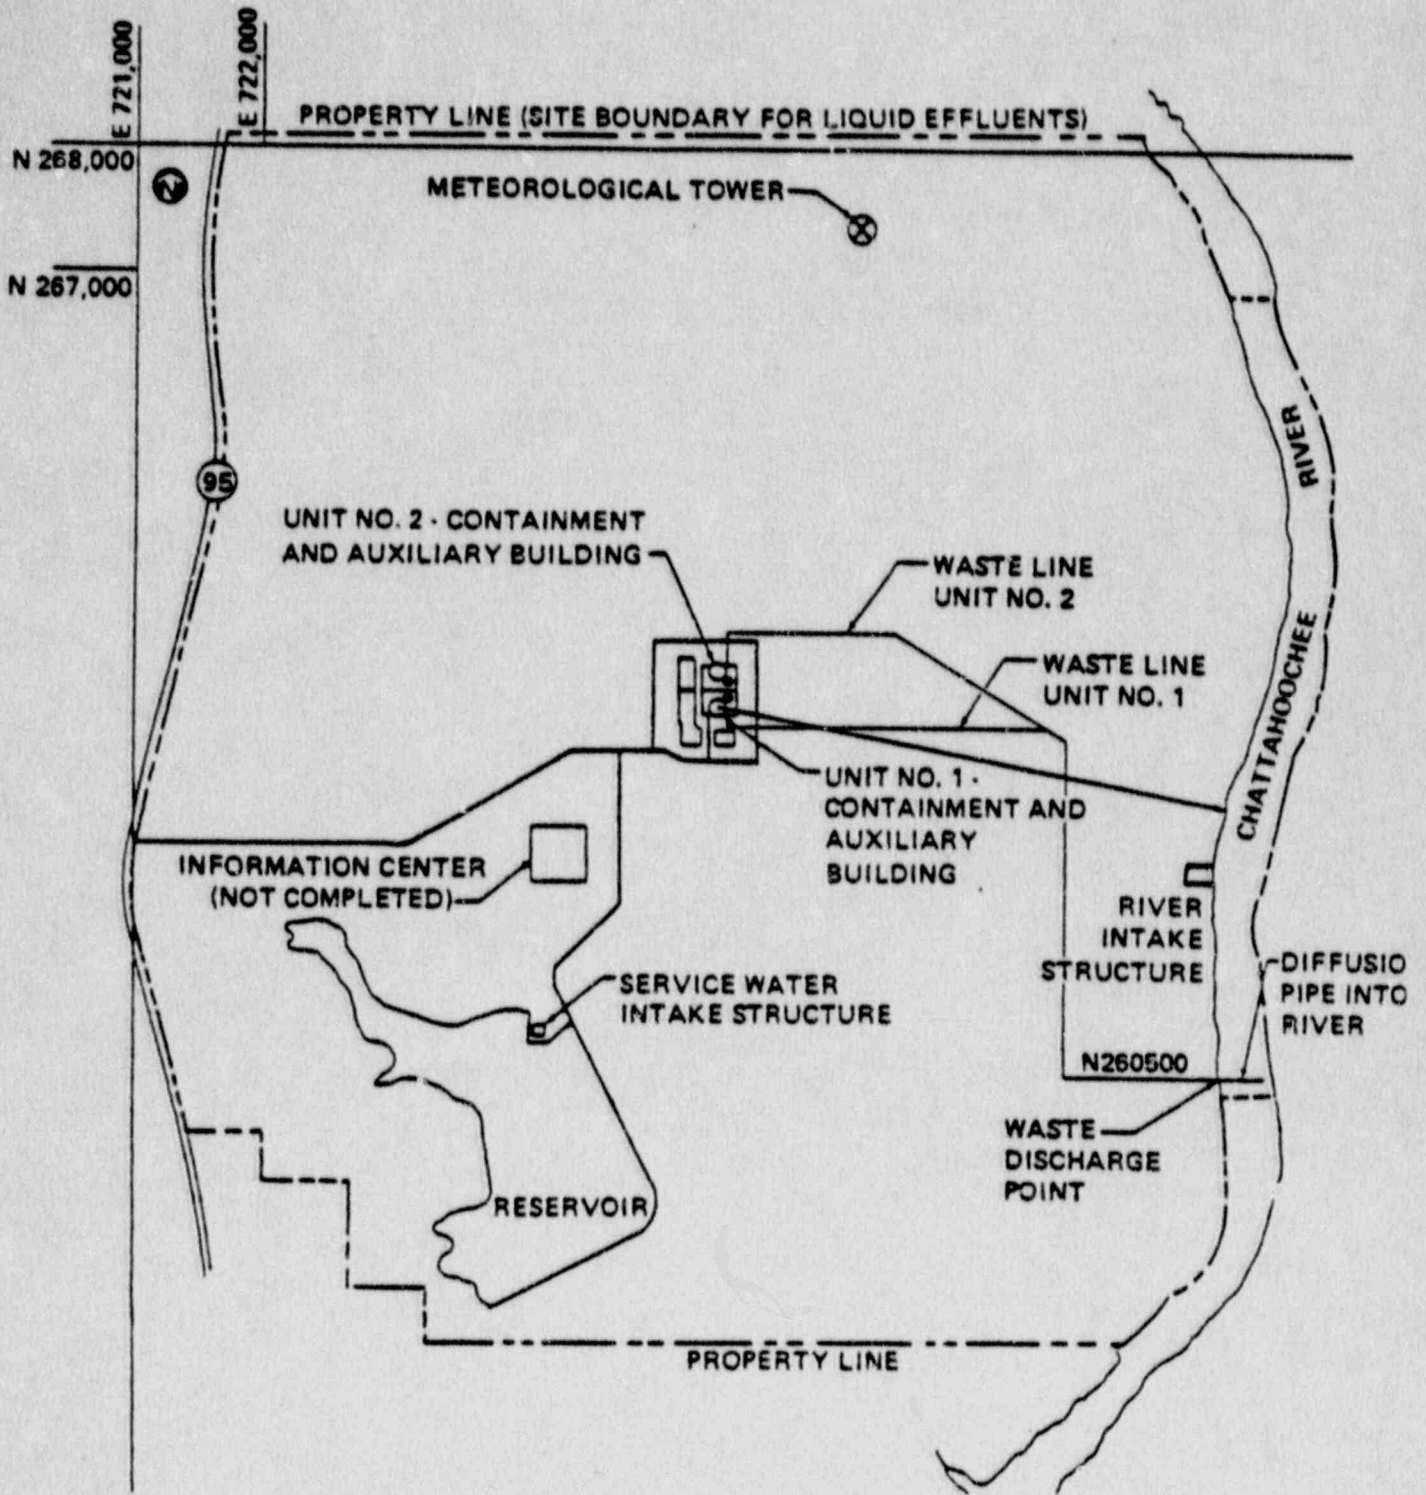 E 721,000
E 722,000
PROPERTY LINE (SITE BOUNDARY FOR LIQUID EFFLUENTS)
N 268,000
N
METEOROLOGICAL TOWER
N 267,000
95
RIVER
CHATTAHOOCHEE
UNIT NO. 2 - CONTAINMENT
AND AUXILIARY BUILDING
WASTE LINE
UNIT NO. 2
WASTE LINE
UNIT NO. 1
UNIT NO. 1 -
CONTAINMENT AND
AUXILIARY
BUILDING
INFORMATION CENTER
(NOT COMPLETED)
RIVER
INTAKE
STRUCTURE
DIFFUSIO
PIPE INTO
RIVER
SERVICE WATER
INTAKE STRUCTURE
N260500
WASTE
DISCHARGE
POINT
RESERVOIR
PROPERTY LINE